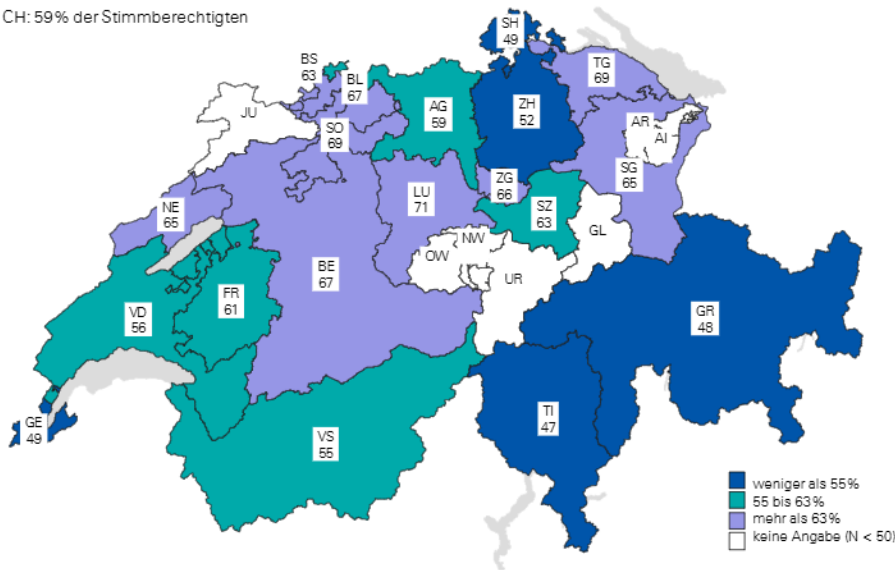 CH: 59% der Stimmberechtigten
SH
49
BS
63
BL
67
TG
69
JU
AG
59
ZH
52
SO
69
AR
AI
ZG
66
SG
65
LU
71
NE
65
SZ
63
GL
NW
OW
UR
BE
67
FR
61
VD
56
GR
48
TI
47
GE
49
VS
55
weniger als 55%
55 bis 63%
mehr als 63%
keine Angabe (N < 50)